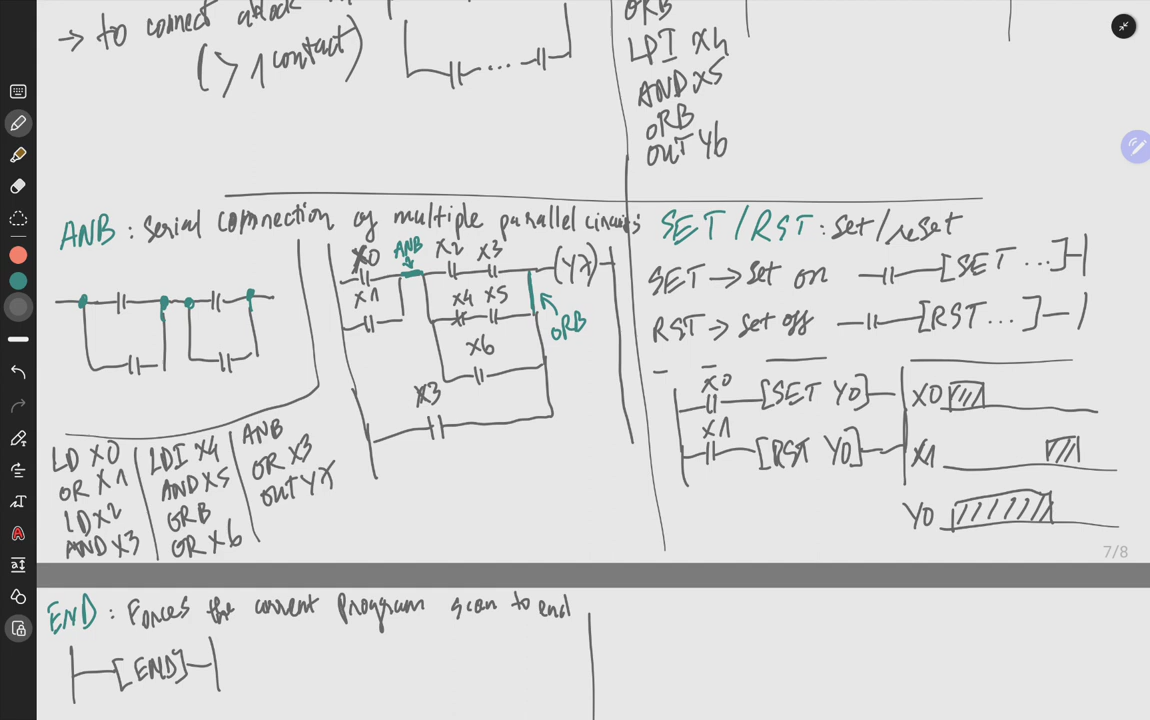 → to connect a block
(> 1 contact)
...
ORB
LDI X4
AND X5
ORB
OUT Y6
ANB : Serial connection of multiple parallel circuits
X0
X1
ANB
X2 X3
X4 X5
X6
X3
(Y7)
ORB
LD X0
OR X1
LD X2
AND X3
LDI X4
AND X5
ORB
OR X6
ANB
OR X3
OUT Y7
SET / RST : set/reset
SET → set on [SET ...]
RST → set off [RST ...]
X0 [SET Y0]
X1 [RST Y0]
X0
X1
Y0
7/8
END : Forces the current program scan to end
[END]